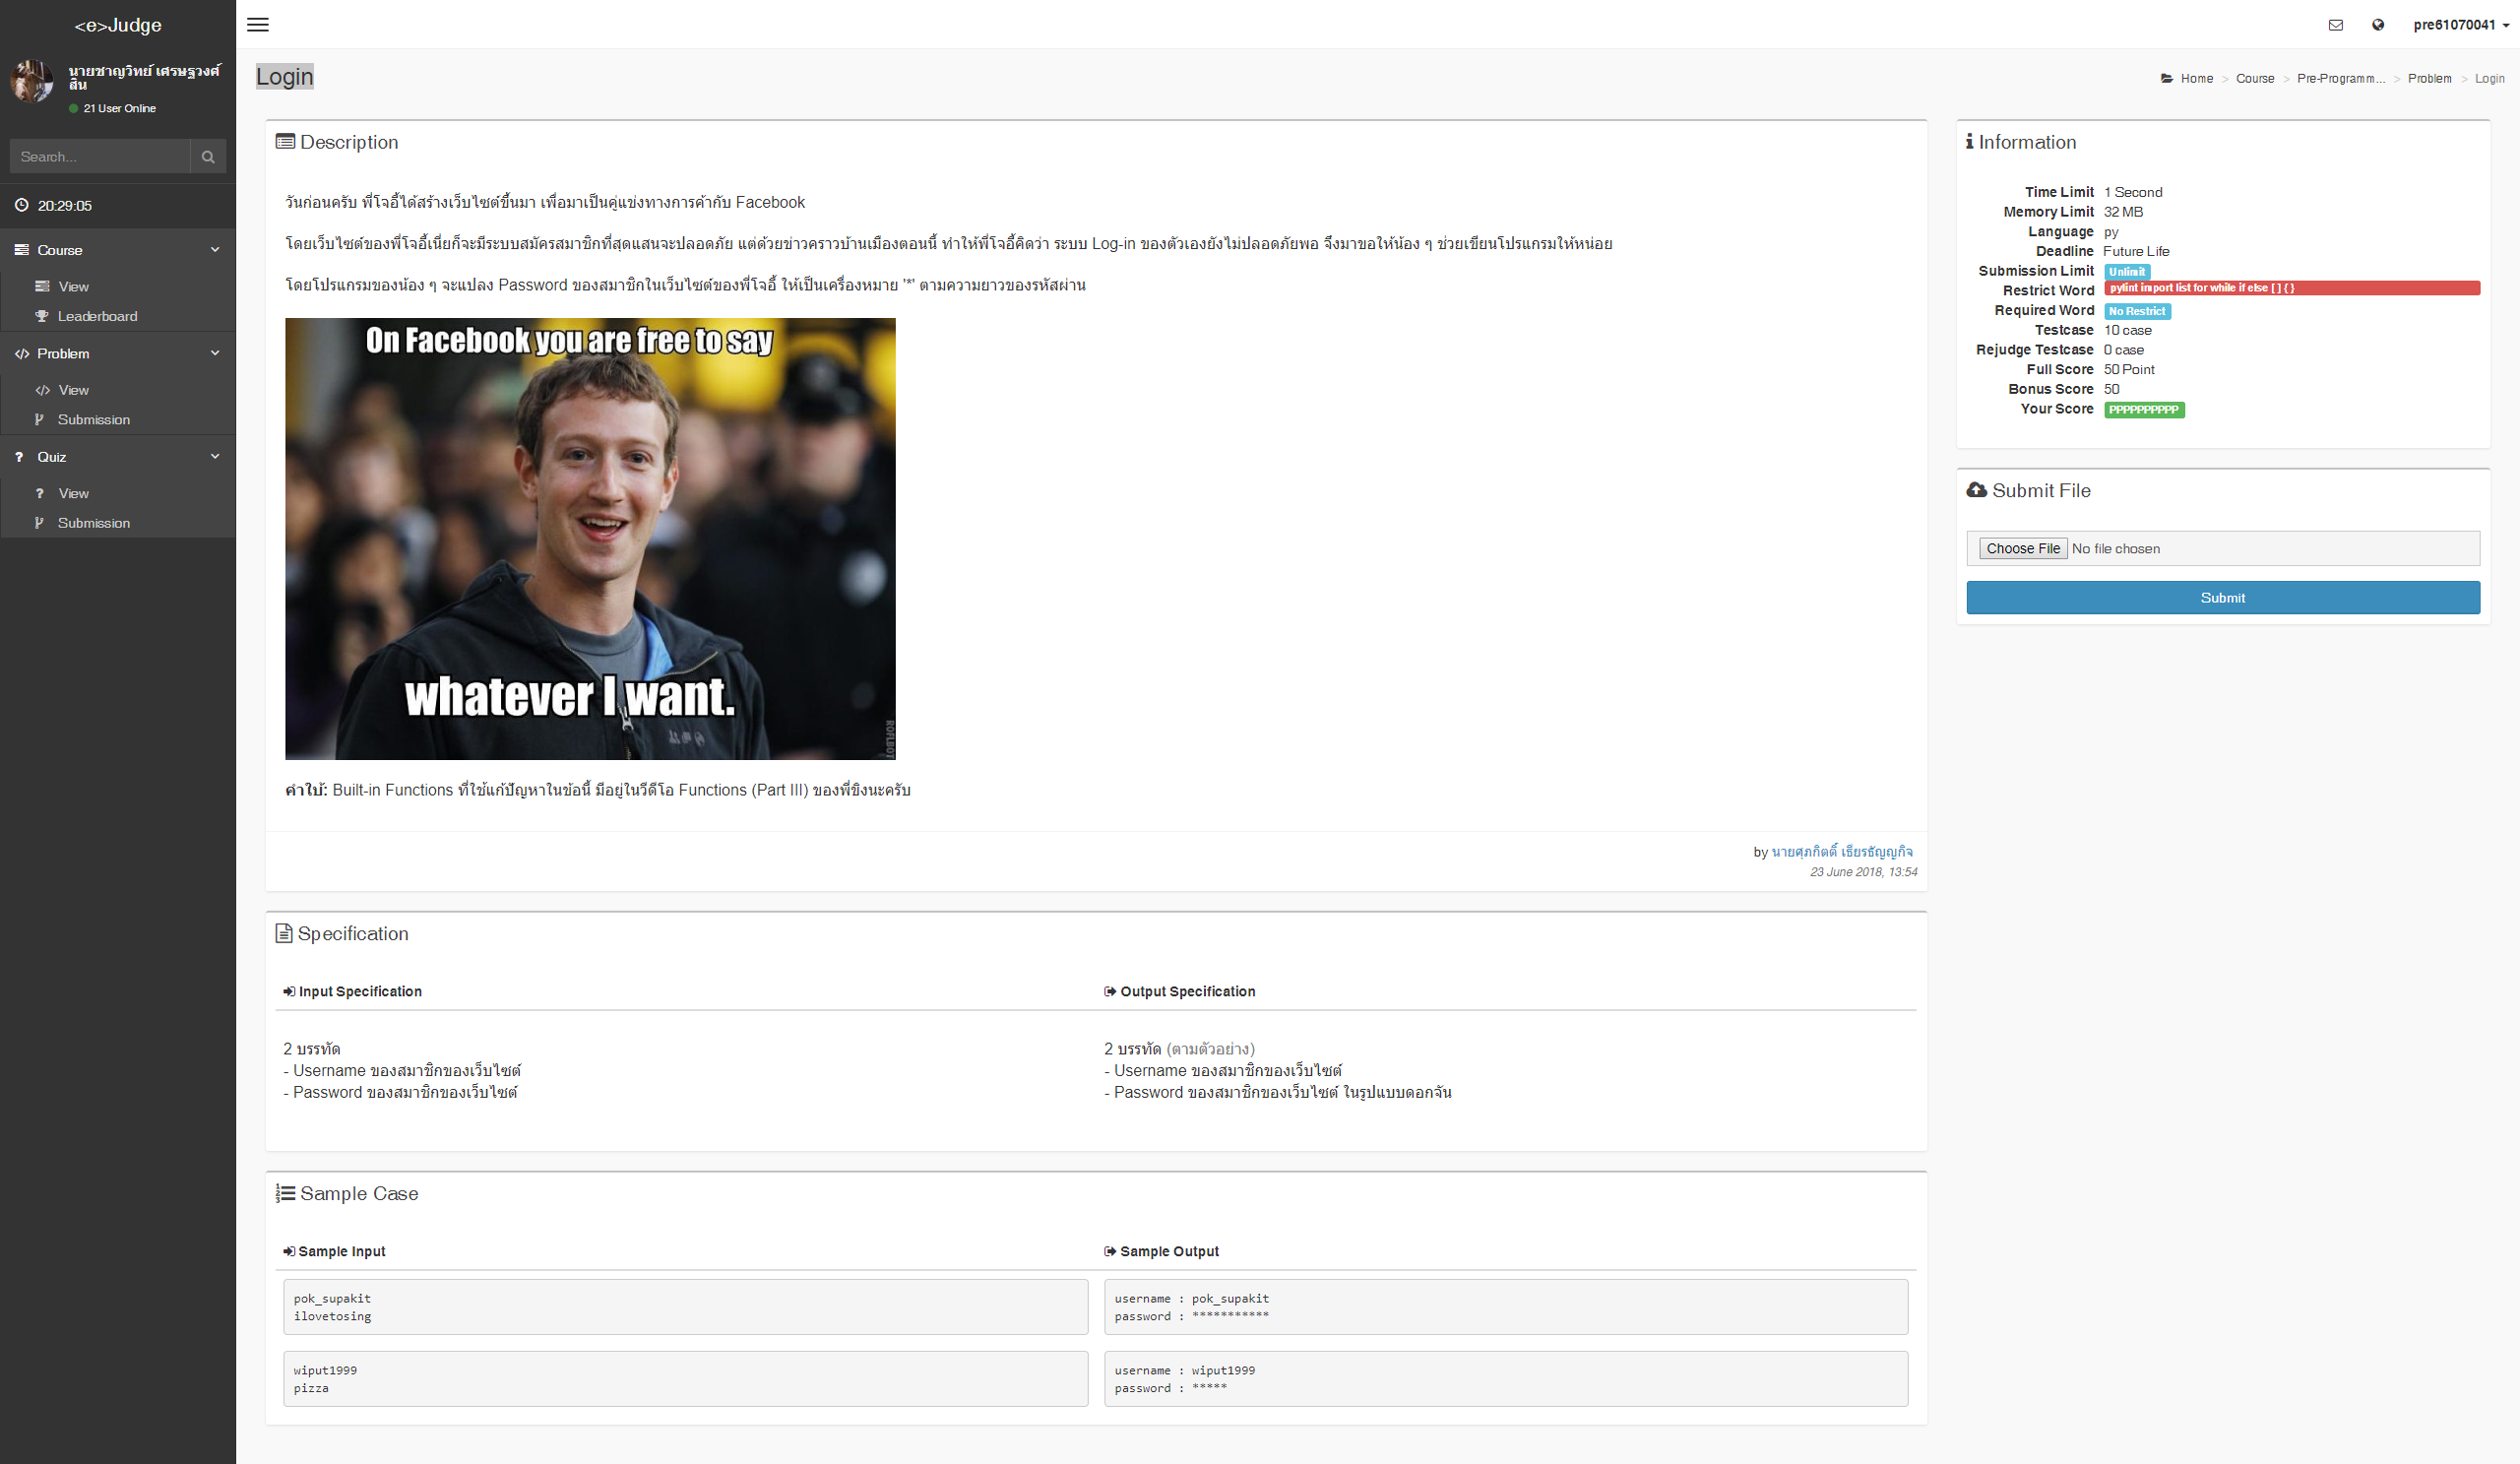 <e>Judge
นายชาญวิทย์ เศรษฐวงศ์
สิน
21 User Online
Search...
20:29:05
Course
View
Leaderboard
Problem
View
Submission
Quiz
View
Submission
pre61070041
Login
Home > Course > Pre-Programm... > Problem > Login
Description
วันก่อนครับ พี่โจอี้ได้สร้างเว็บไซต์ขึ้นมา เพื่อมาเป็นคู่แข่งทางการค้ากับ Facebook
โดยเว็บไซต์ของพี่โจอี้เนี่ยก็จะมีระบบสมัครสมาชิกที่สุดแสนจะปลอดภัย แต่ด้วยข่าวคราวบ้านเมืองตอนนี้ ทำให้พี่โจอี้คิดว่า ระบบ Log-in ของตัวเองยังไม่ปลอดภัยพอ จึงมาขอให้น้อง ๆ ช่วยเขียนโปรแกรมให้หน่อย
โดยโปรแกรมของน้อง ๆ จะแปลง Password ของสมาชิกในเว็บไซต์ของพี่โจอี้ ให้เป็นเครื่องหมาย '*' ตามความยาวของรหัสผ่าน
On Facebook you are free to say
whatever I want.
ROFLBOT
คำใบ้: Built-in Functions ที่ใช้แก้ปัญหาในข้อนี้ มีอยู่ในวีดีโอ Functions (Part III) ของพี่ขิงนะครับ
by นายศุภกิตติ์ เธียรธัญญกิจ
23 June 2018, 13:54
Specification
Input Specification
2 บรรทัด
- Username ของสมาชิกของเว็บไซต์
- Password ของสมาชิกของเว็บไซต์
Output Specification
2 บรรทัด (ตามตัวอย่าง)
- Username ของสมาชิกของเว็บไซต์
- Password ของสมาชิกของเว็บไซต์ ในรูปแบบดอกจัน
Sample Case
Sample Input
Sample Output
pok_supakit
ilovetosing
username : pok_supakit
password : ***********
wiput1999
pizza
username : wiput1999
password : *****
Information
Time Limit 1 Second
Memory Limit 32 MB
Language py
Deadline Future Life
Submission Limit Unlimit
Restrict Word pylint import list for while if else [ ] { }
Required Word No Restrict
Testcase 10 case
Rejudge Testcase 0 case
Full Score 50 Point
Bonus Score 50
Your Score PPPPPPPPPP
Submit File
Choose File No file chosen
Submit